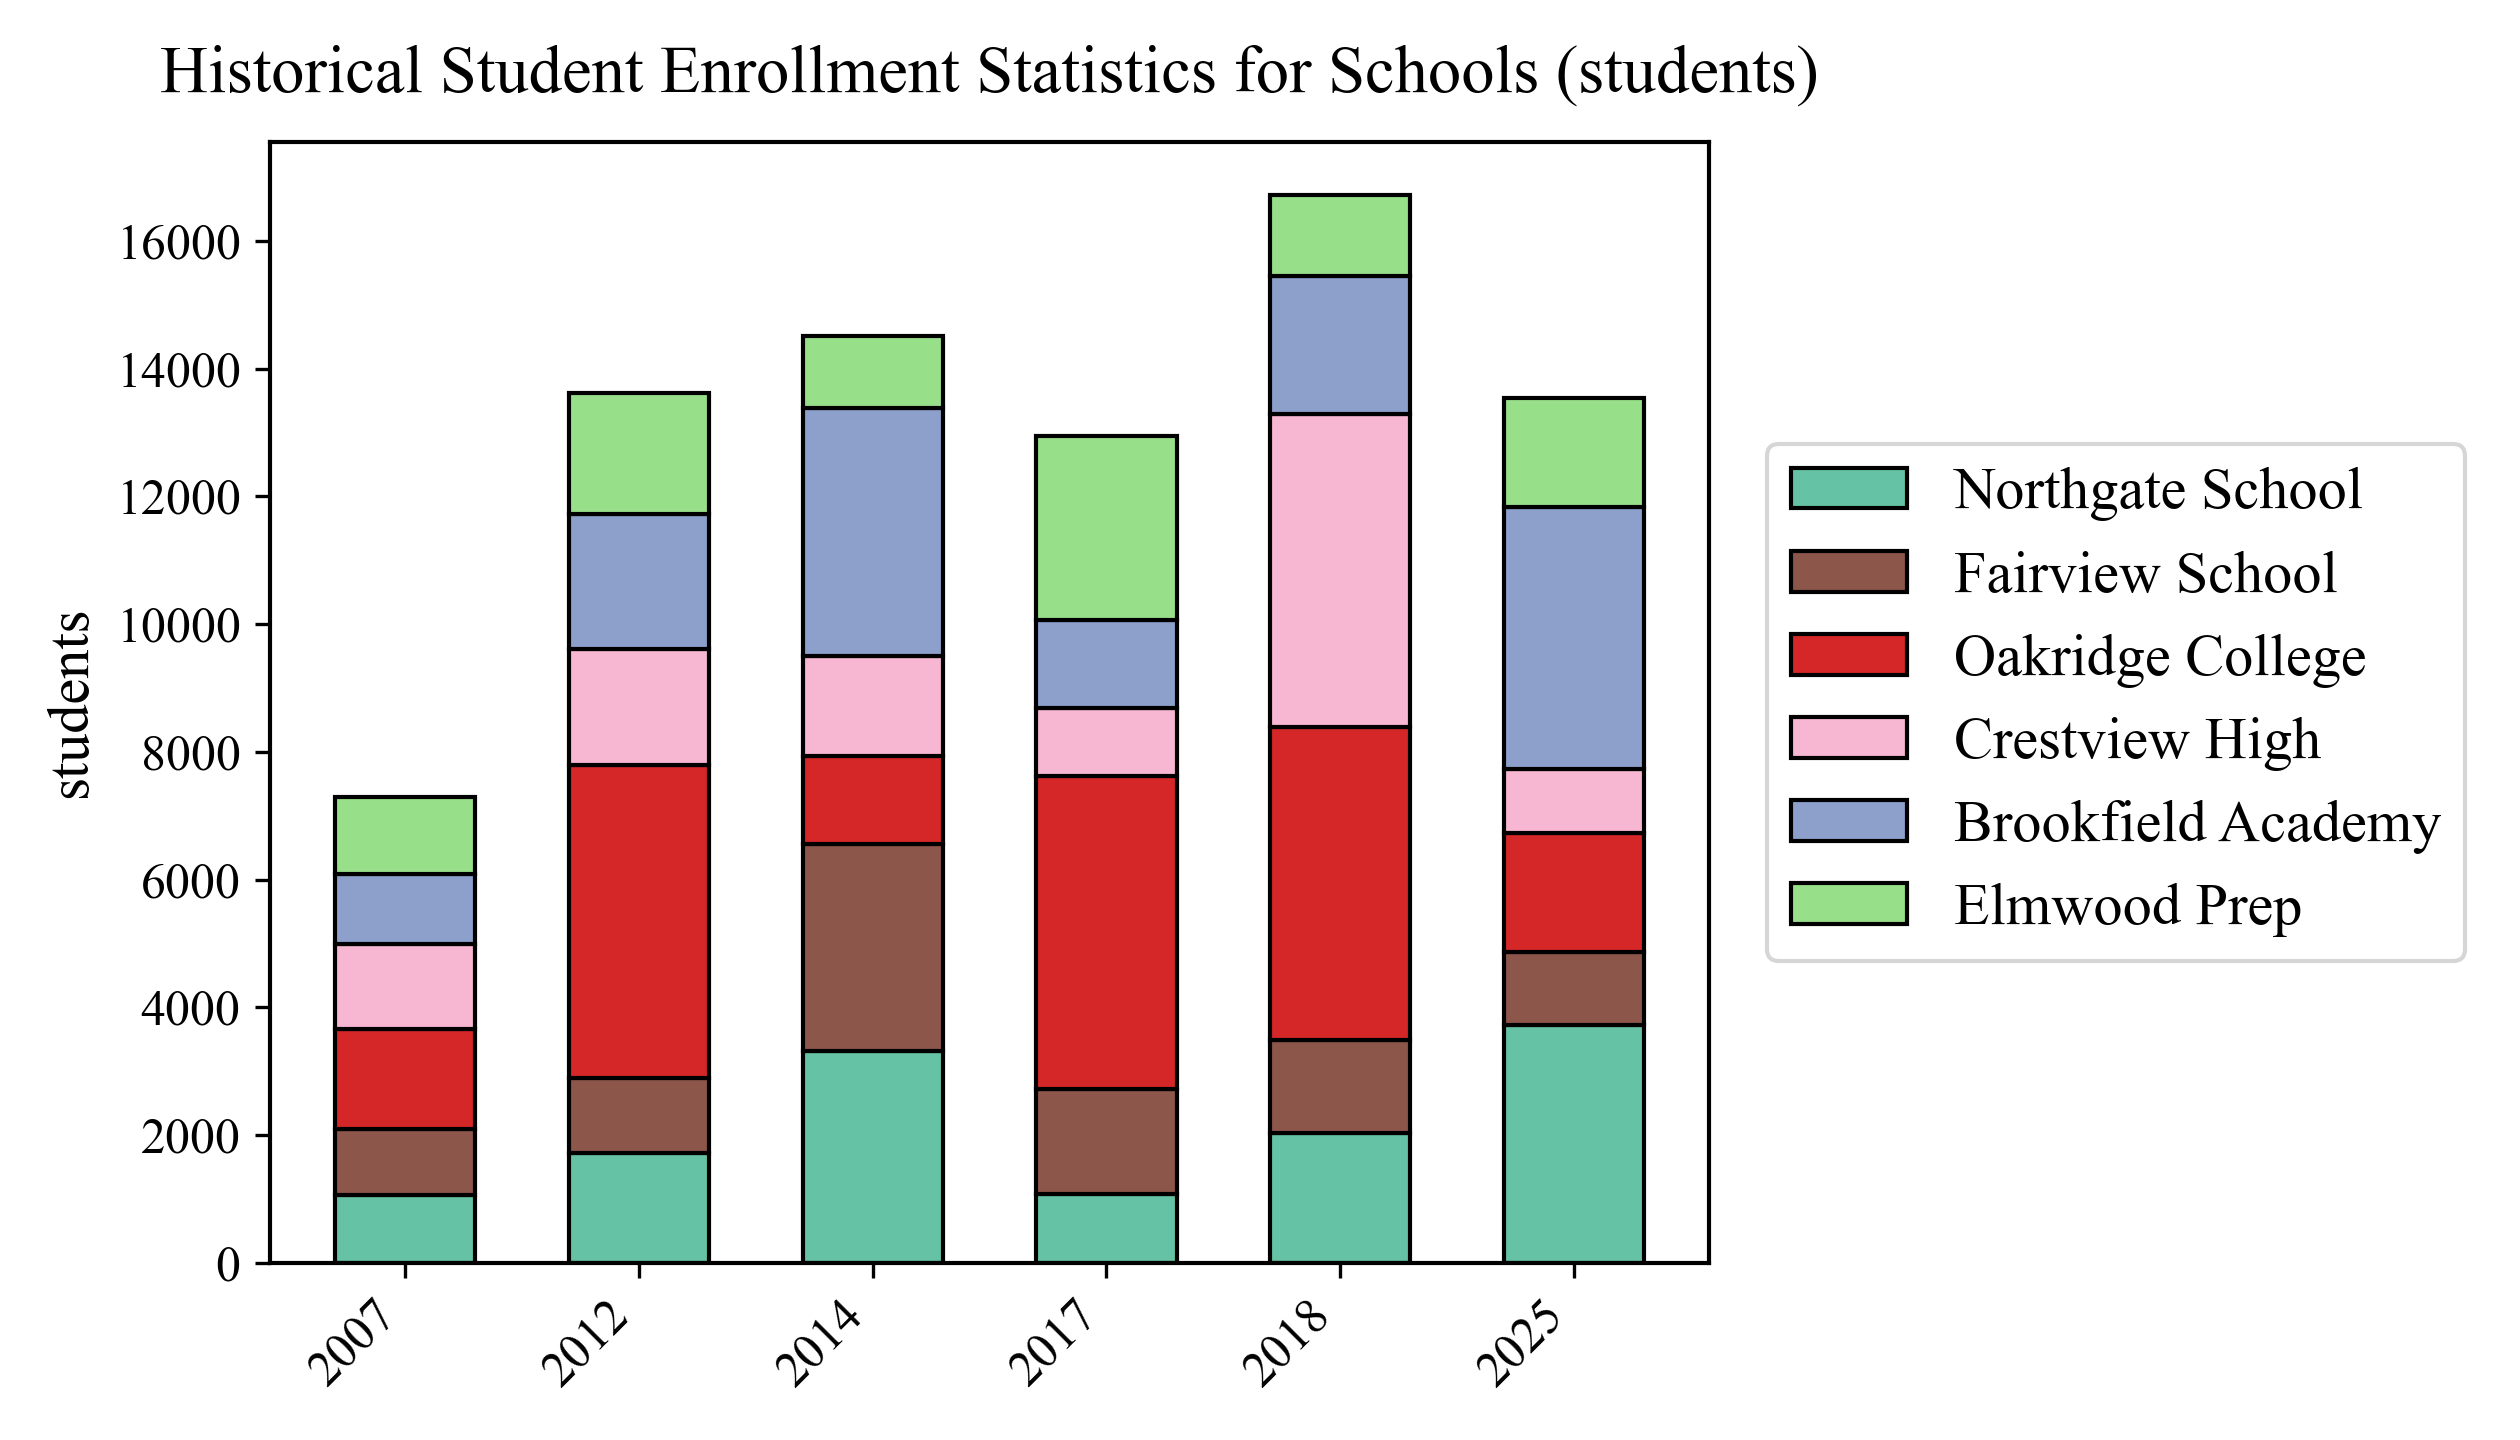 Historical Student Enrollment Statistics for Schools (students)
students
16000
14000
12000
10000
8000
6000
4000
2000
0
2007
2012
2014
2017
2018
2025
Northgate School
Fairview School
Oakridge College
Crestview High
Brookfield Academy
Elmwood Prep